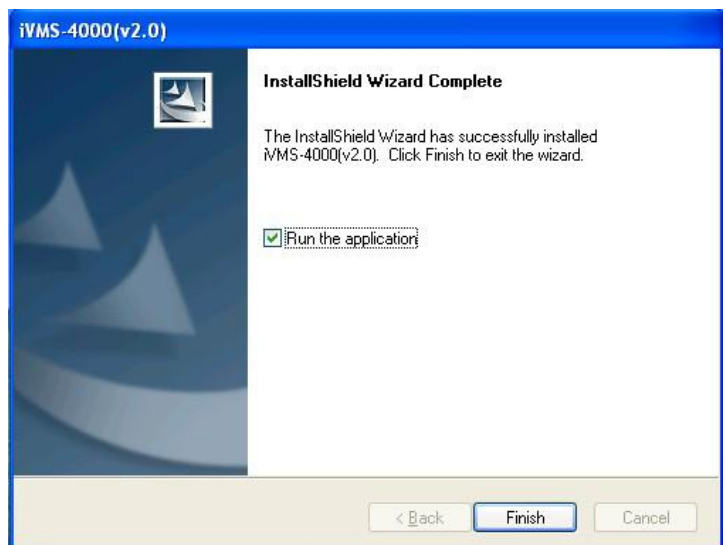 iVMS-4000(v2.0)
InstallShield Wizard Complete
The InstallShield Wizard has successfully installed
iVMS-4000(v2.0). Click Finish to exit the wizard.
Run the application
< Back
Finish
Cancel